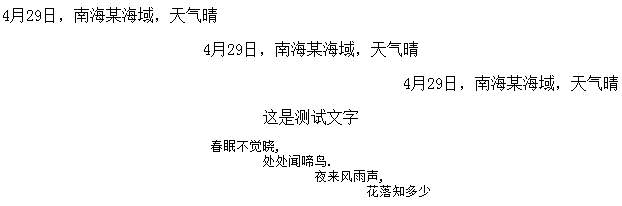 4月29日，南海某海域，天气晴
4月29日，南海某海域，天气晴
4月29日，南海某海域，天气晴
这是测试文字
春眠不觉晓,
处处闻啼鸟.
夜来风雨声,
花落知多少